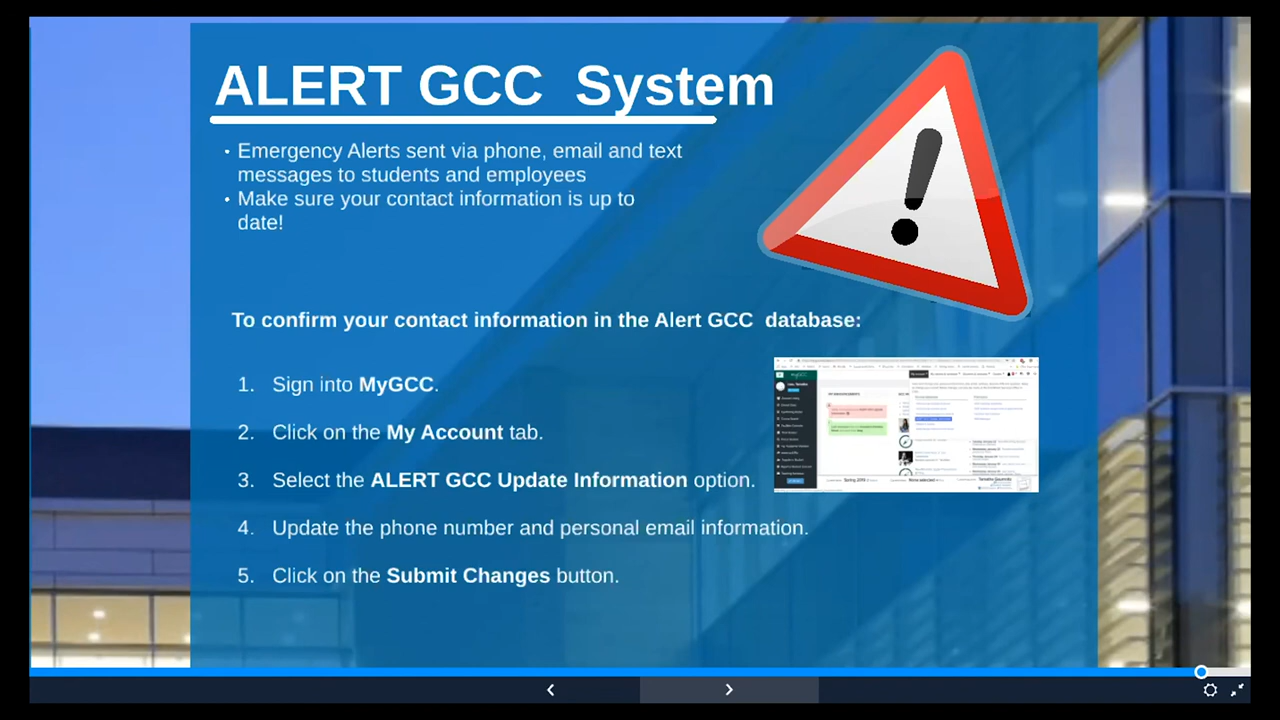 ALERT GCC System
• Emergency Alerts sent via phone, email and text
messages to students and employees
• Make sure your contact information is up to
date!
To confirm your contact information in the Alert GCC database:
1. Sign into MyGCC.
2. Click on the My Account tab.
3. Select the ALERT GCC Update Information option.
4. Update the phone number and personal email information.
5. Click on the Submit Changes button.
MyGCC
Spring 2019